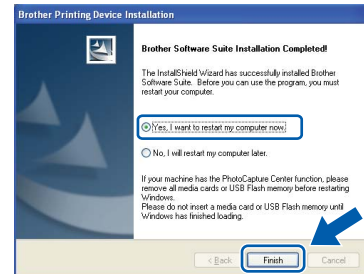 Brother Printing Device Installation
Brother Software Suite Installation Completed!
The InstallShield Wizard has successfully installed Brother
Software Suite. Before you can use the program, you must
restart your computer.
Yes, I want to restart my computer now.
No, I will restart my computer later.
If your machine has the PhotoCapture Center function, please
remove all media cards or USB Flash memory before restarting
Windows.
Please do not insert a media card or USB Flash memory until
Windows has finished loading.
< Back Finish Cancel